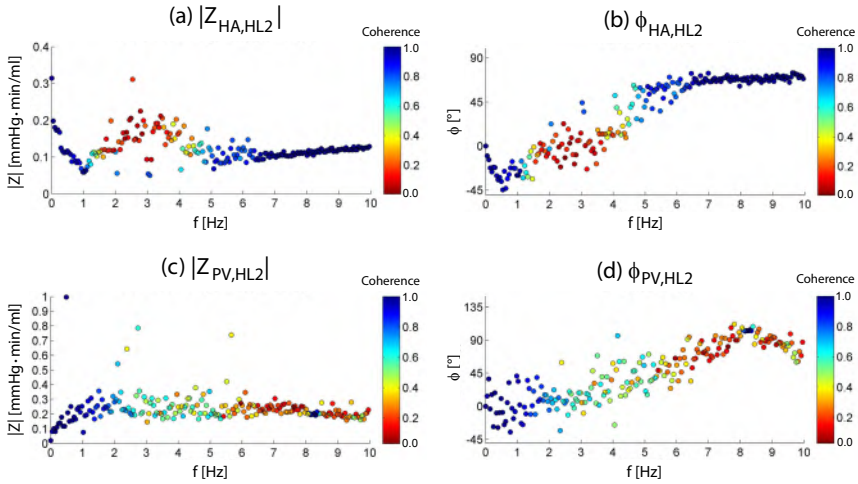 (a) |Z_HA,HL2|
Coherence
0.4
0.3
0.2
0.1
0
|Z| [mmHg·min/ml]
0 1 2 3 4 5 6 7 8 9 10
f [Hz]
1.0
0.8
0.6
0.4
0.2
0.0
(b) ϕ_HA,HL2
Coherence
90
45
0
-45
ϕ [°]
0 1 2 3 4 5 6 7 8 9 10
f [Hz]
1.0
0.8
0.6
0.4
0.2
0.0
(c) |Z_PV,HL2|
Coherence
1
0.9
0.8
0.7
0.6
0.5
0.4
0.3
0.2
0.1
0
|Z| [mmHg·min/ml]
0 1 2 3 4 5 6 7 8 9 10
f [Hz]
1.0
0.8
0.6
0.4
0.2
0.0
(d) ϕ_PV,HL2
Coherence
135
90
45
0
-45
ϕ [°]
0 1 2 3 4 5 6 7 8 9 10
f [Hz]
1.0
0.8
0.6
0.4
0.2
0.0